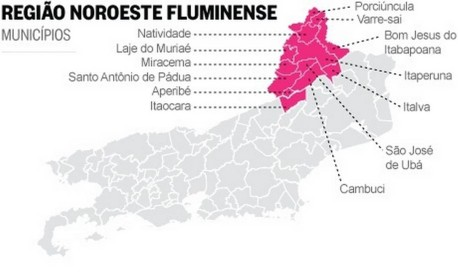 REGIÃO NOROESTE FLUMINENSE
MUNICÍPIOS
Porciúncula
Varre-sai
Natividade
Bom Jesus do
Itabapoana
Laje do Muriaé
Miracema
Itaperuna
Santo Antônio de Pádua
Aperibé
Itaocara
Italva
São José
de Ubá
Cambuci